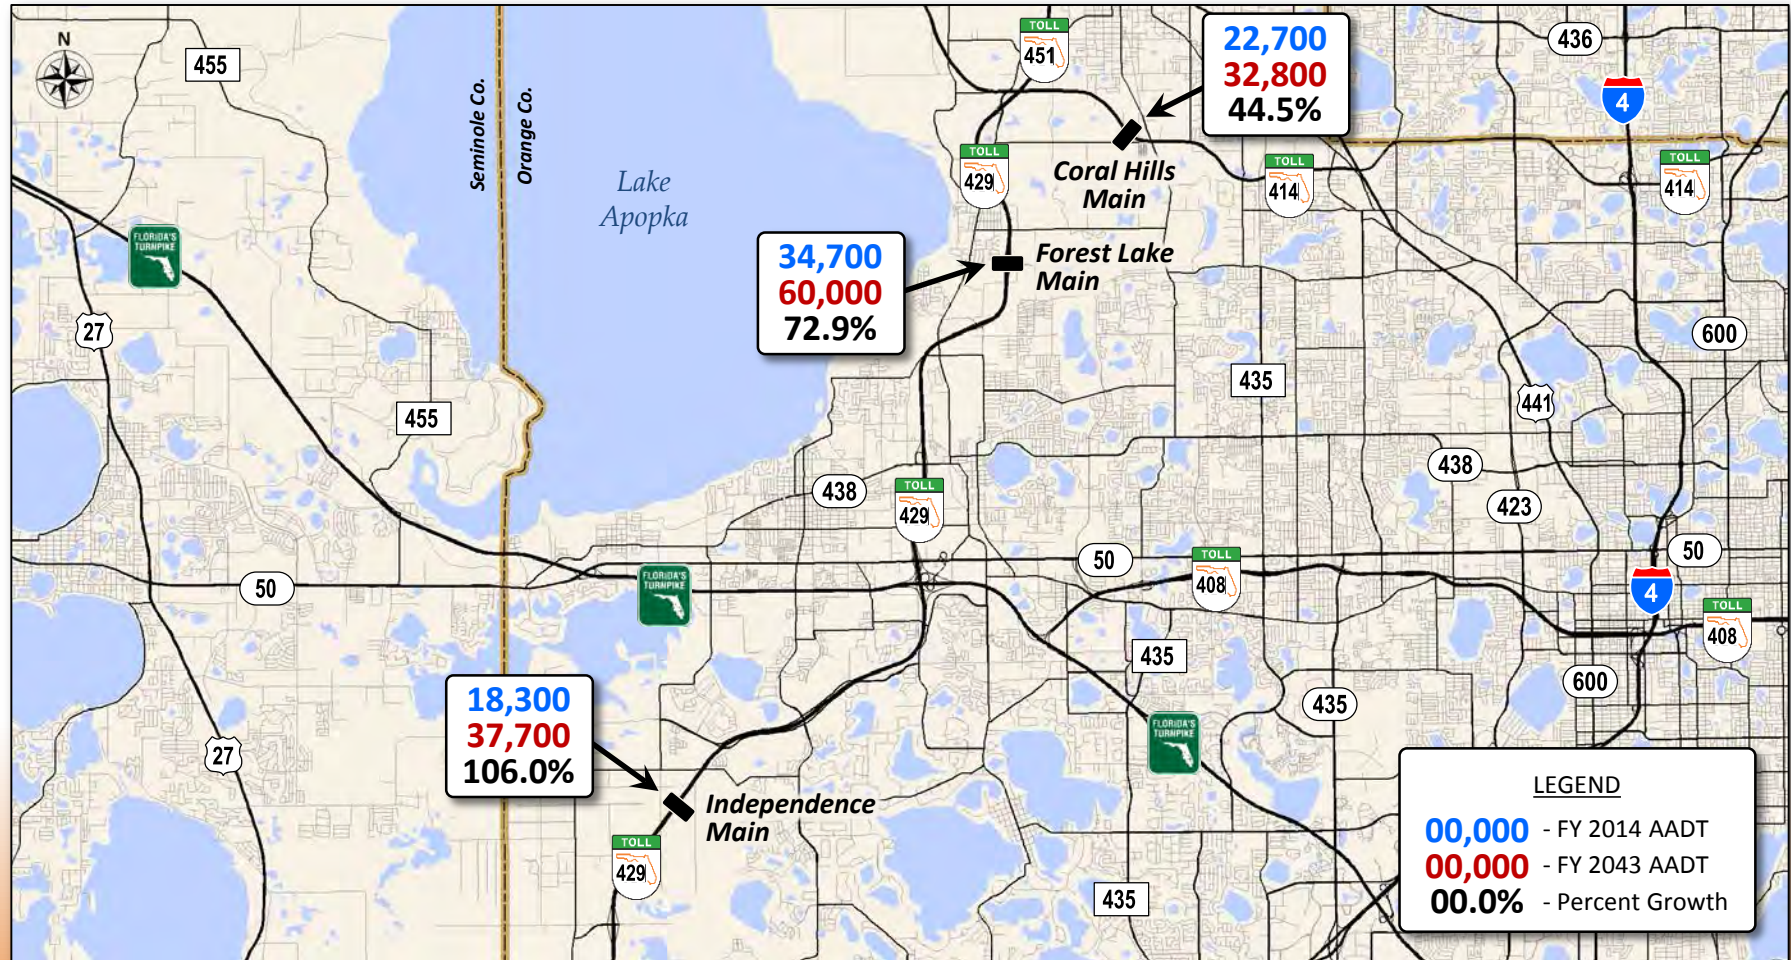 N
455
Seminole Co.
Orange Co.
Lake
Apopka
TOLL
451
22,700
32,800
44.5%
436
4
TOLL
429
Coral Hills
Main
TOLL
414
TOLL
414
FLORIDA'S
TURNPIKE
34,700
60,000
72.9%
Forest Lake
Main
27
600
435
455
441
438
438
TOLL
429
423
50
FLORIDA'S
TURNPIKE
50
TOLL
408
50
4
TOLL
408
435
600
18,300
37,700
106.0%
435
27
FLORIDA'S
TURNPIKE
Independence
Main
TOLL
429
435
LEGEND
00,000 - FY 2014 AADT
00,000 - FY 2043 AADT
00.0% - Percent Growth